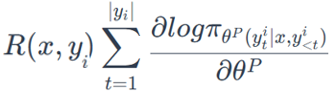 $R(x, y_i) \sum_{t=1}^{|y_i|} \frac{\partial log \pi_{\theta^P (y_t^i | x, y_{<t}^i)}}{\partial \theta^P}$